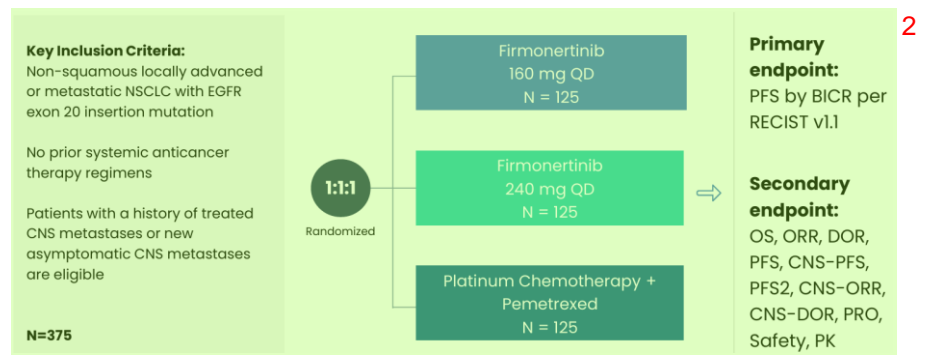 Key Inclusion Criteria:
Non-squamous locally advanced
or metastatic NSCLC with EGFR
exon 20 insertion mutation
No prior systemic anticancer
therapy regimens
Patients with a history of treated
CNS metastases or new
asymptomatic CNS metastases
are eligible
N=375
1:1:1
Randomized
Firmonertinib
160 mg QD
N = 125
Firmonertinib
240 mg QD
N = 125
Platinum Chemotherapy +
Pemetrexed
N = 125
Primary
endpoint:
PFS by BICR per
RECIST v1.1
Secondary
endpoint:
OS, ORR, DOR,
PFS, CNS-PFS,
PFS2, CNS-ORR,
CNS-DOR, PRO,
Safety, PK
2